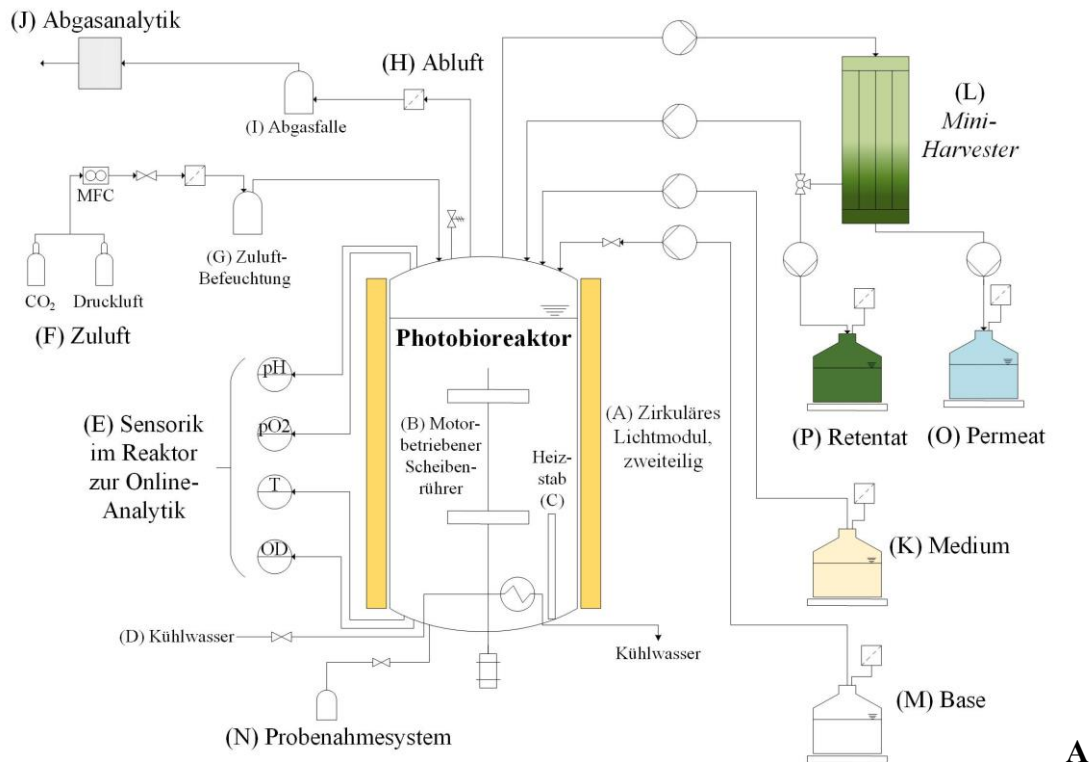 (J) Abgasanalytik
(H) Abluft
(I) Abgasfalle
(L)
Mini-
Harvester
MFC
(G) Zuluft-
Befeuchtung
CO₂
Druckluft
(F) Zuluft
Photobioreaktor
pH
pO2
T
OD
(E) Sensorik
im Reaktor
zur Online-
Analytik
(B) Motor-
betriebener
Scheiben-
rührer
Heiz-
stab
(C)
(A) Zirkuläres
Lichtmodul,
zweiteilig
(P) Retentat
(O) Permeat
(K) Medium
(D) Kühlwasser
Kühlwasser
(N) Probenahmesystem
(M) Base
A